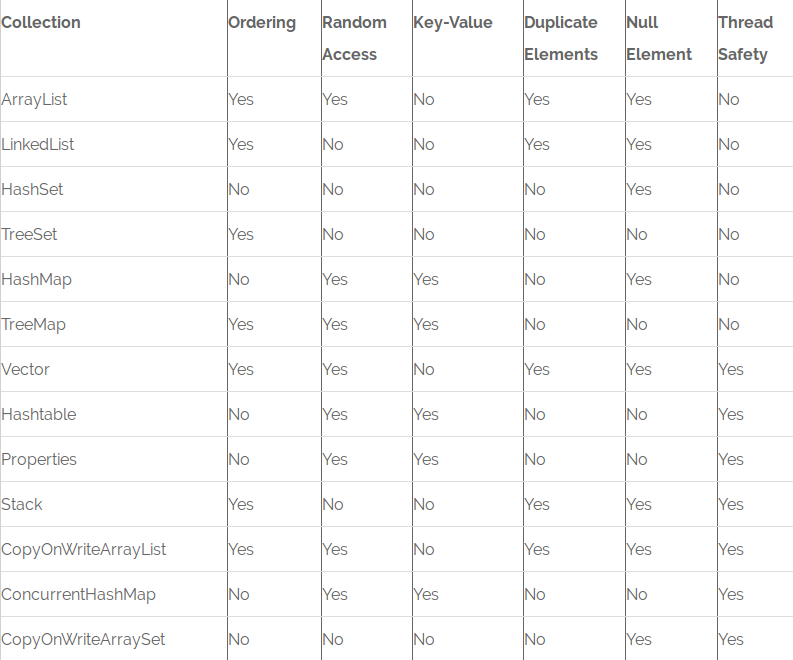 Collection Ordering Random Access Key-Value Duplicate Elements Null Element Thread Safety
ArrayList Yes Yes No Yes Yes No
LinkedList Yes No No Yes Yes No
HashSet No No No No Yes No
TreeSet Yes No No No No No
HashMap No Yes Yes No Yes No
TreeMap Yes Yes Yes No No No
Vector Yes Yes No Yes Yes Yes
Hashtable No Yes Yes No No Yes
Properties No Yes Yes No No Yes
Stack Yes No No Yes Yes Yes
CopyOnWriteArrayList Yes Yes No Yes Yes Yes
ConcurrentHashMap No Yes Yes No No Yes
CopyOnWriteArraySet No No No No Yes Yes